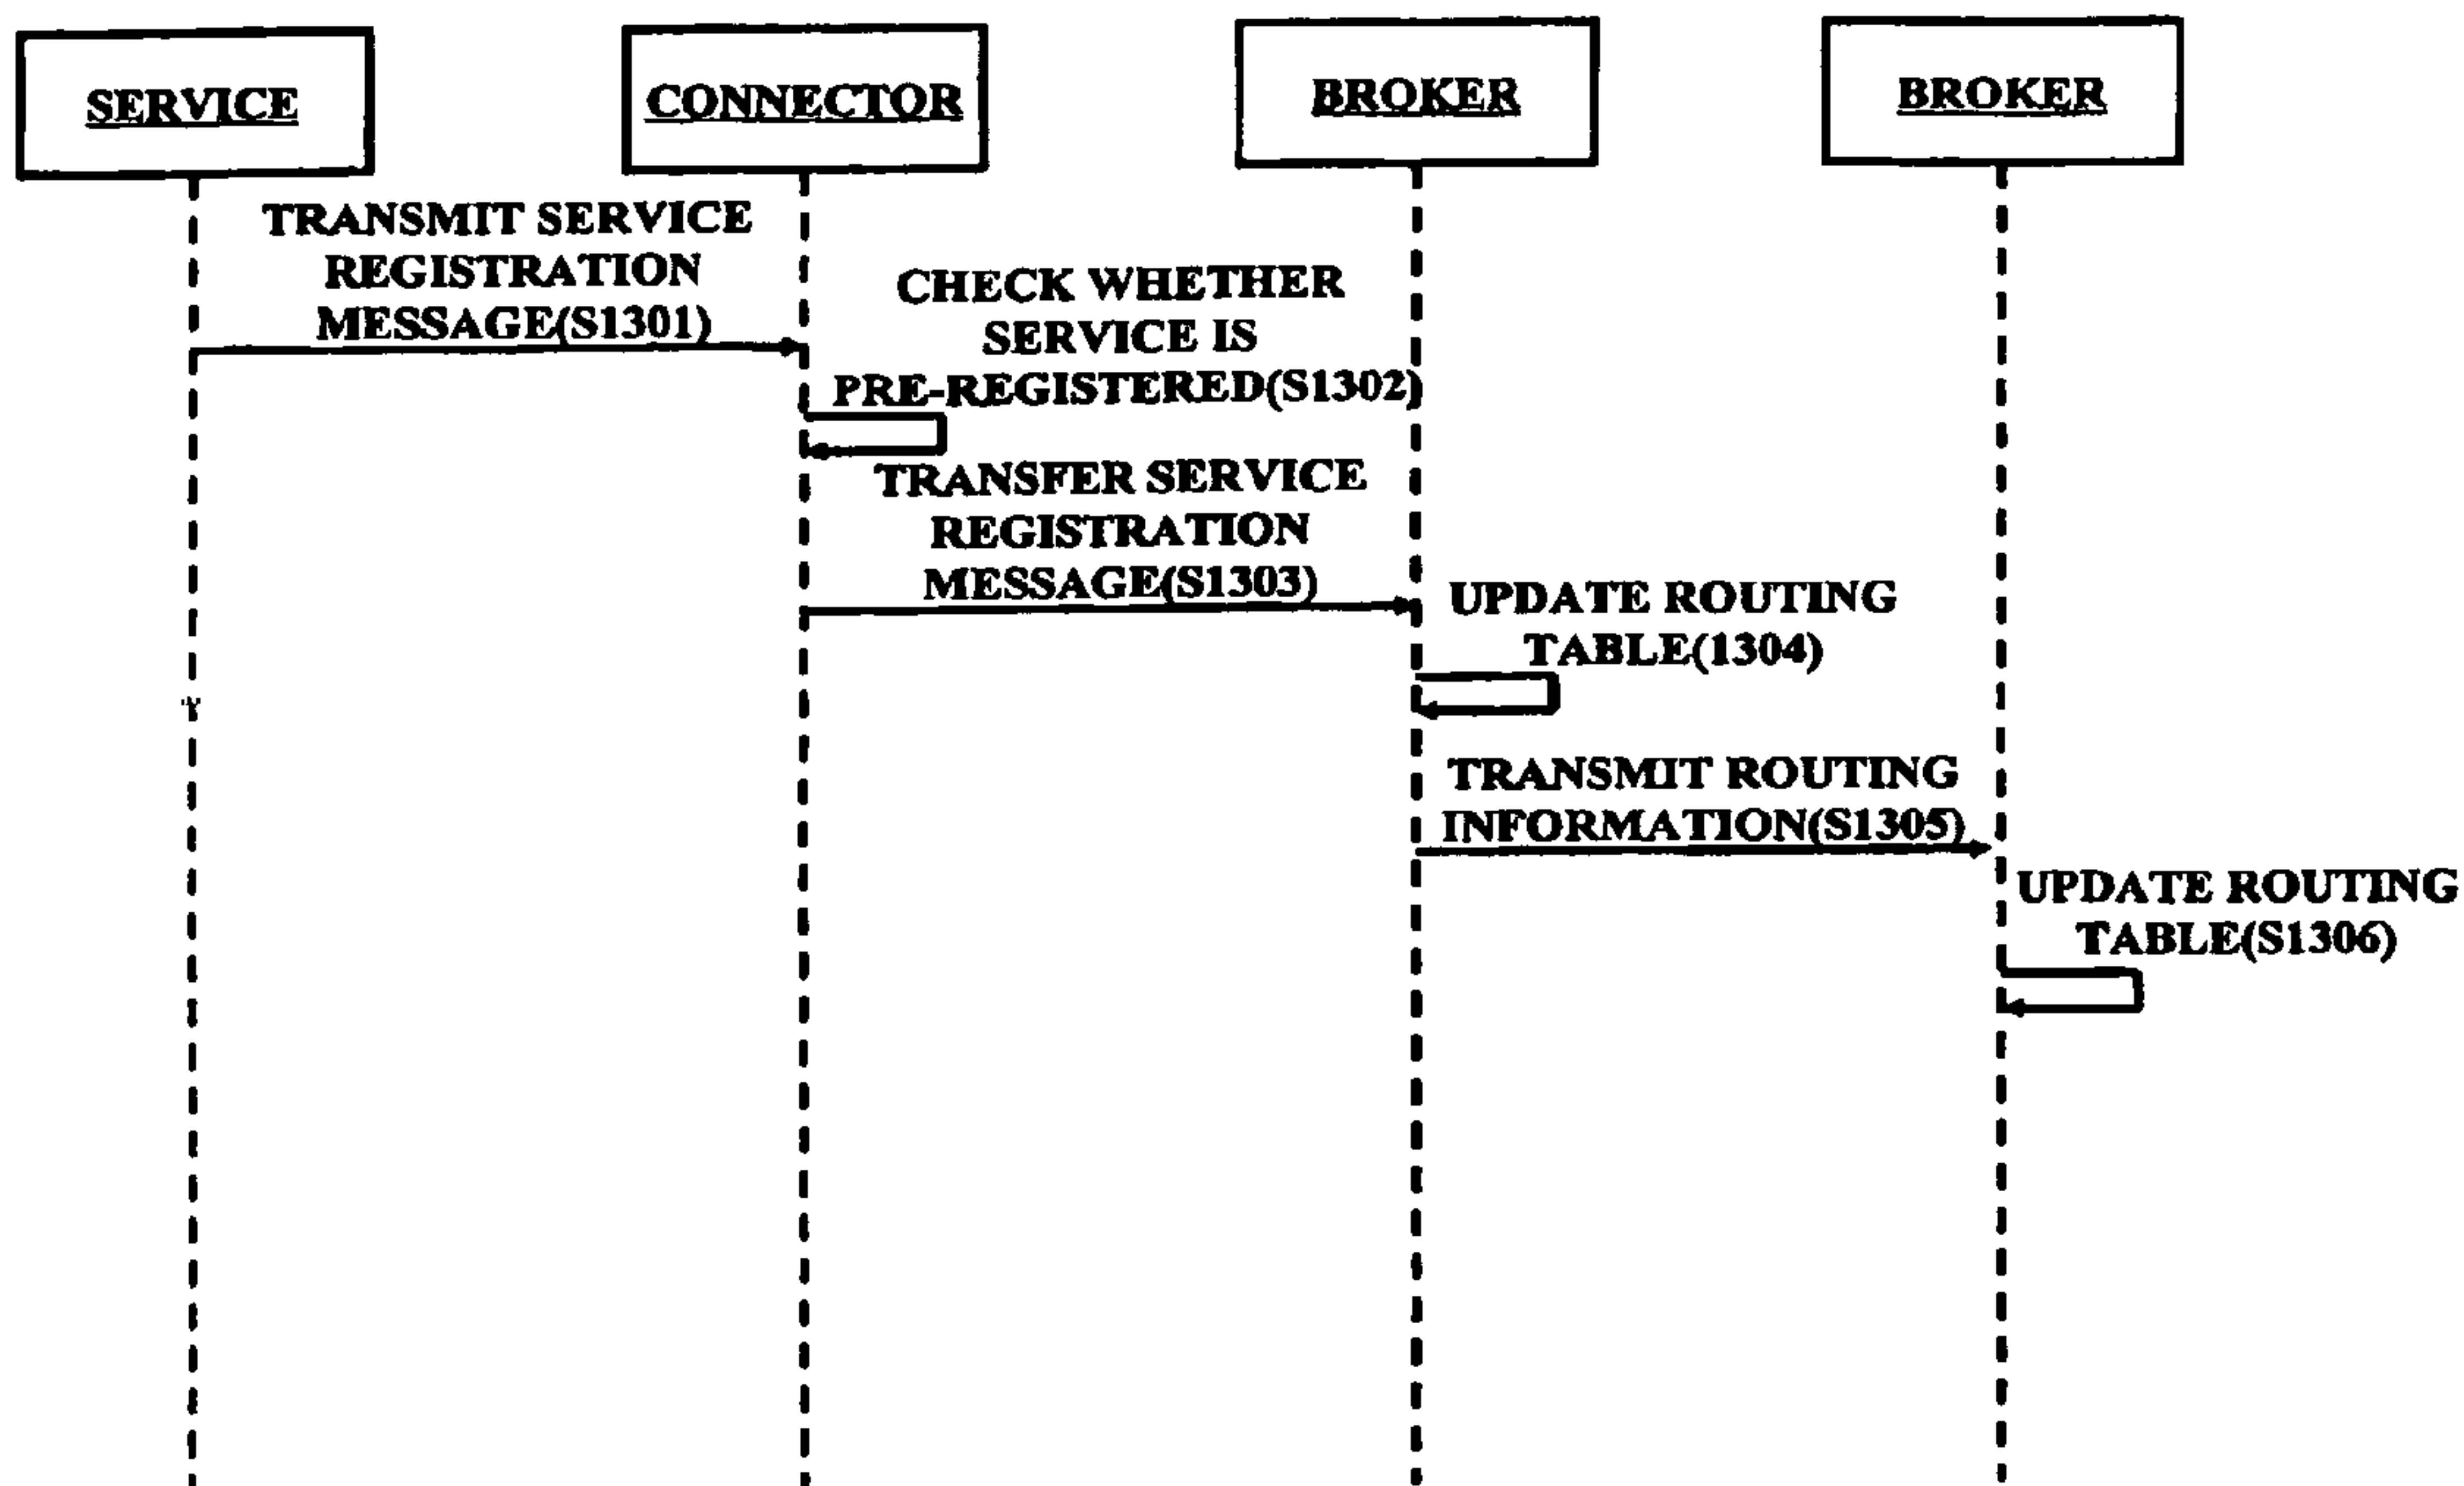 SERVICE
CONNECTOR
BROKER
BROKER
TRANSMIT SERVICE
REGISTRATION
MESSAGE(S1301)
CHECK WHETHER
SERVICE IS
PRE-REGISTERED(S1302)
TRANSFER SERVICE
REGISTRATION
MESSAGE(S1303)
UPDATE ROUTING
TABLE(1304)
TRANSMIT ROUTING
INFORMATION(S1305)
UPDATE ROUTING
TABLE(S1306)